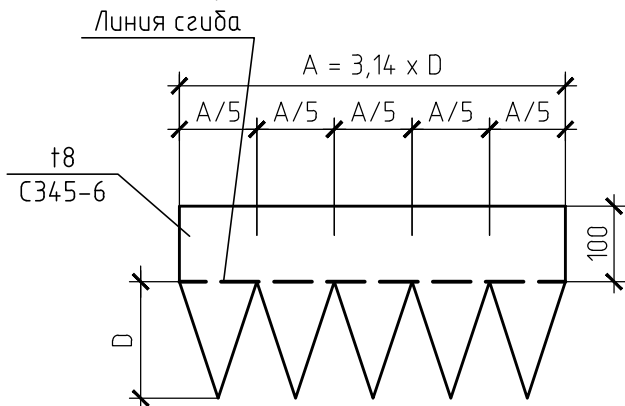 Линия сгиба
A = 3,14 x D
A/5 A/5 A/5 A/5 A/5
t8
С345-6
100
D